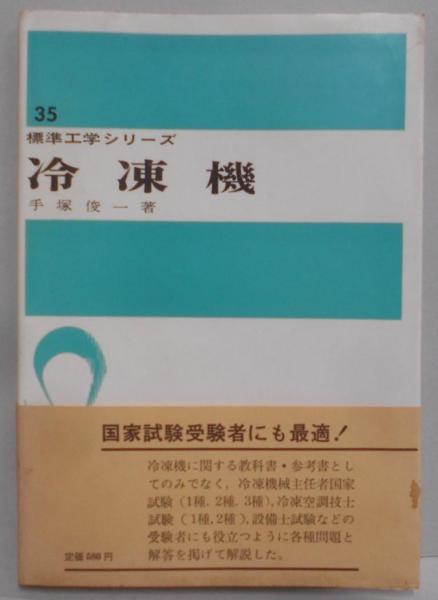 35
標準工学シリーズ
冷凍機
手塚俊一著
国家試験受験者にも最適!
冷凍機に関する教科書・参考書とし
てのみでなく,冷凍機械主任者国家
試験(1種,2種,3種),冷凍空調技士
試験(1種,2種),設備士試験などの
受験者にも役立つように各種問題と
解答を掲げて解説した。
定価580円